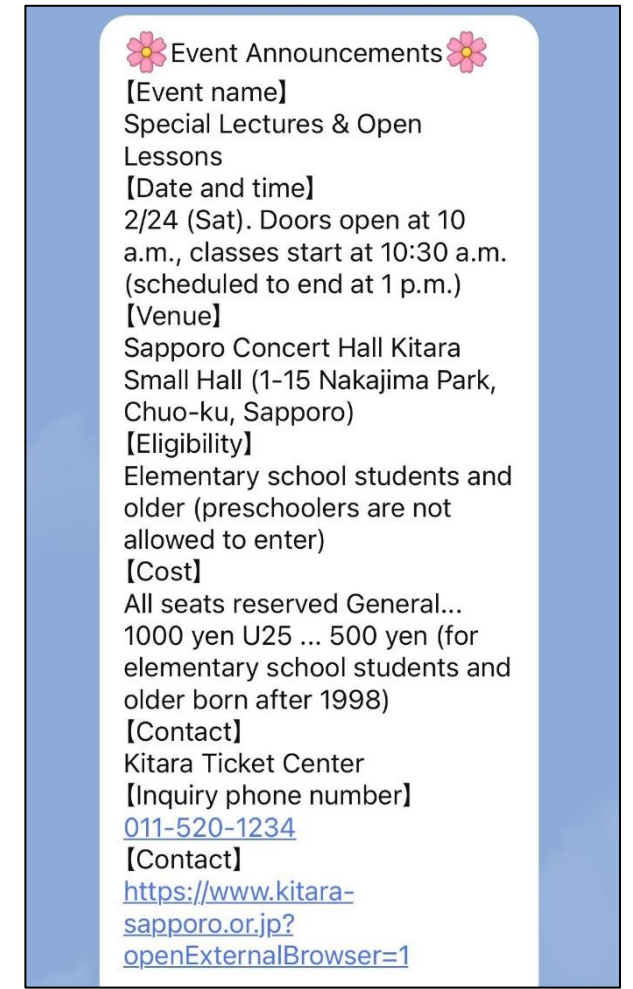 🌸Event Announcements🌸
【Event name】
Special Lectures & Open
Lessons
【Date and time】
2/24 (Sat). Doors open at 10
a.m., classes start at 10:30 a.m.
(scheduled to end at 1 p.m.)
【Venue】
Sapporo Concert Hall Kitara
Small Hall (1-15 Nakajima Park,
Chuo-ku, Sapporo)
【Eligibility】
Elementary school students and
older (preschoolers are not
allowed to enter)
【Cost】
All seats reserved General...
1000 yen U25 ... 500 yen (for
elementary school students and
older born after 1998)
【Contact】
Kitara Ticket Center
【Inquiry phone number】
011-520-1234
【Contact】
https://www.kitara-
sapporo.or.jp?
openExternalBrowser=1